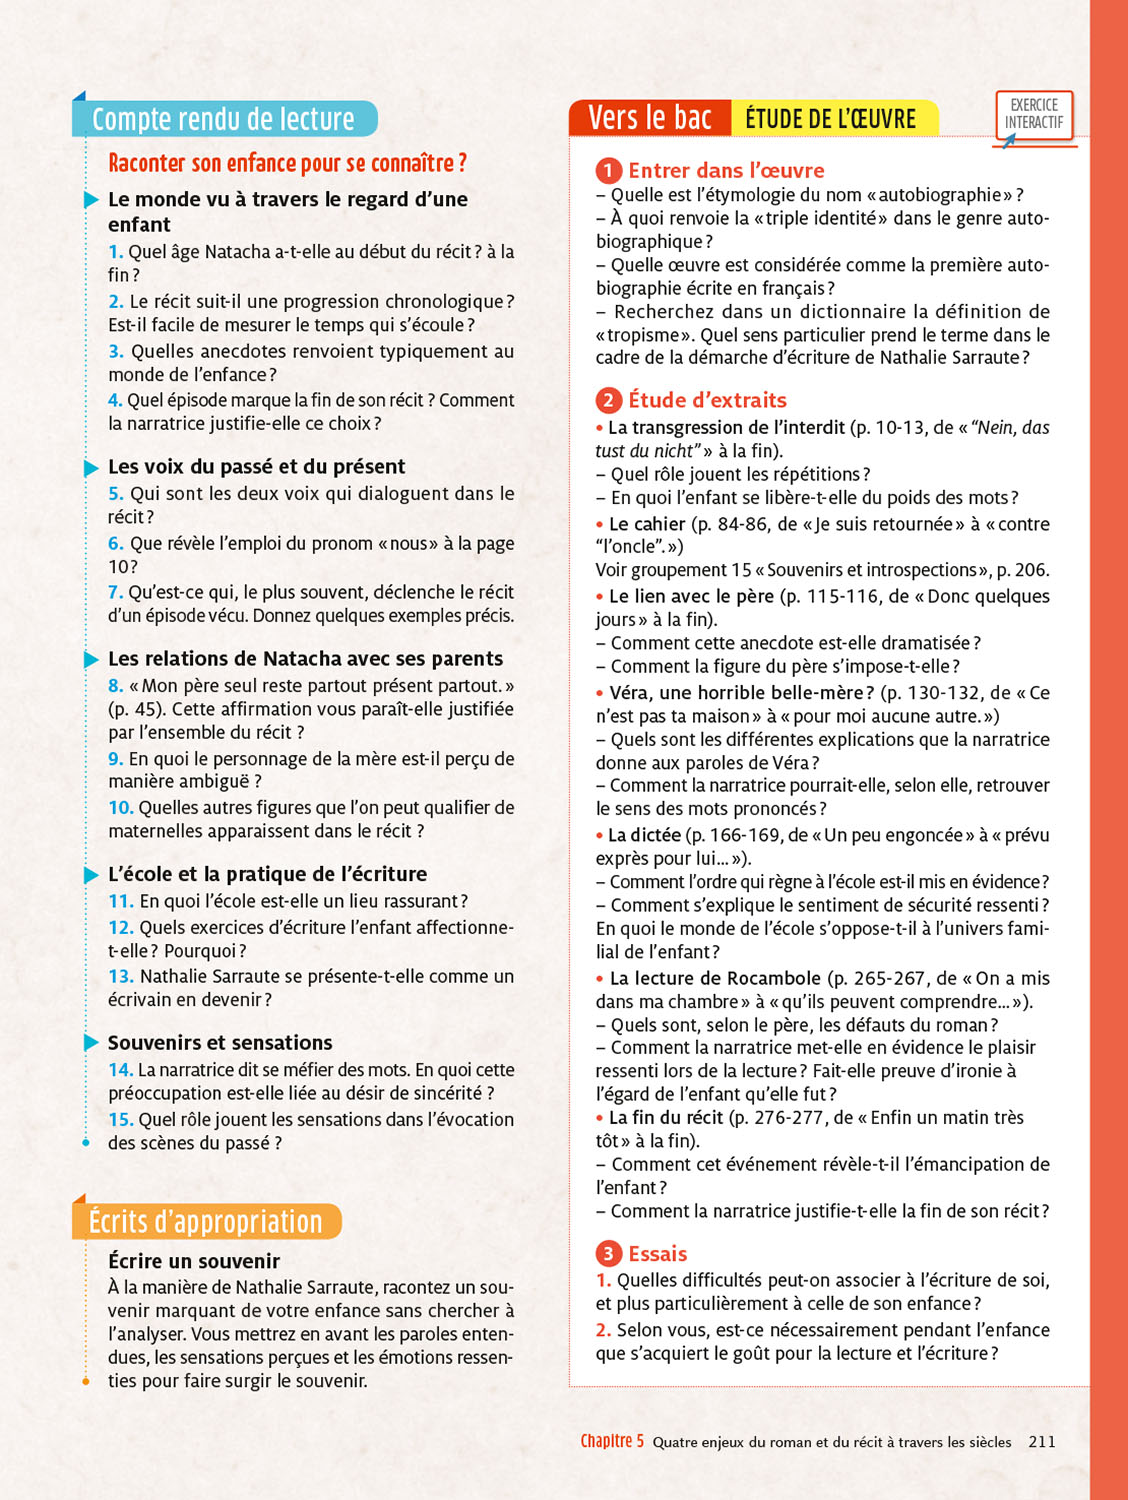 Compte rendu de lecture
Raconter son enfance pour se connaître ?
Le monde vu à travers le regard d'une
enfant
1. Quel âge Natacha a-t-elle au début du récit ? à la
fin ?
2. Le récit suit-il une progression chronologique ?
Est-il facile de mesurer le temps qui s'écoule ?
3. Quelles anecdotes renvoient typiquement au
monde de l'enfance ?
4. Quel épisode marque la fin de son récit ? Comment
la narratrice justifie-elle ce choix ?
Les voix du passé et du présent
5. Qui sont les deux voix qui dialoguent dans le
récit ?
6. Que révèle l'emploi du pronom « nous » à la page
10 ?
7. Qu'est-ce qui, le plus souvent, déclenche le récit
d'un épisode vécu. Donnez quelques exemples précis.
Les relations de Natacha avec ses parents
8. « Mon père seul reste partout présent partout. »
(p. 45). Cette affirmation vous paraît-elle justifiée
par l'ensemble du récit ?
9. En quoi le personnage de la mère est-il perçu de
manière ambiguë ?
10. Quelles autres figures que l'on peut qualifier de
maternelles apparaissent dans le récit ?
L'école et la pratique de l'écriture
11. En quoi l'école est-elle un lieu rassurant ?
12. Quels exercices d'écriture l'enfant affectionne-
t-elle ? Pourquoi ?
13. Nathalie Sarraute se présente-t-elle comme un
écrivain en devenir ?
Souvenirs et sensations
14. La narratrice dit se méfier des mots. En quoi cette
préoccupation est-elle liée au désir de sincérité ?
15. Quel rôle jouent les sensations dans l'évocation
des scènes du passé ?
Écrits d'appropriation
Écrire un souvenir
À la manière de Nathalie Sarraute, racontez un sou-
venir marquant de votre enfance sans chercher à
l'analyser. Vous mettrez en avant les paroles enten-
dues, les sensations perçues et les émotions ressen-
ties pour faire surgir le souvenir.
Vers le bac ÉTUDE DE L'ŒUVRE
EXERCICE
INTERACTIF
1 Entrer dans l'œuvre
– Quelle est l'étymologie du nom « autobiographie » ?
– À quoi renvoie la « triple identité » dans le genre auto-
biographique ?
– Quelle œuvre est considérée comme la première auto-
biographie écrite en français ?
– Recherchez dans un dictionnaire la définition de
« tropisme ». Quel sens particulier prend le terme dans le
cadre de la démarche d'écriture de Nathalie Sarraute ?
2 Étude d'extraits
• La transgression de l'interdit (p. 10-13, de « "Nein, das
tust du nicht" » à la fin).
– Quel rôle jouent les répétitions ?
– En quoi l'enfant se libère-t-elle du poids des mots ?
• Le cahier (p. 84-86, de « Je suis retournée » à « contre
"l'oncle". »)
Voir groupement 15 « Souvenirs et introspections », p. 206.
• Le lien avec le père (p. 115-116, de « Donc quelques
jours » à la fin).
– Comment cette anecdote est-elle dramatisée ?
– Comment la figure du père s'impose-t-elle ?
• Véra, une horrible belle-mère ? (p. 130-132, de « Ce
n'est pas ta maison » à « pour moi aucune autre. »)
– Quels sont les différentes explications que la narratrice
donne aux paroles de Véra ?
– Comment la narratrice pourrait-elle, selon elle, retrouver
le sens des mots prononcés ?
• La dictée (p. 166-169, de « Un peu engoncée » à « prévu
exprès pour lui... »).
– Comment l'ordre qui règne à l'école est-il mis en évidence ?
– Comment s'explique le sentiment de sécurité ressenti ?
En quoi le monde de l'école s'oppose-t-il à l'univers fami-
lial de l'enfant ?
• La lecture de Rocambole (p. 265-267, de « On a mis
dans ma chambre » à « qu'ils peuvent comprendre... »).
– Quels sont, selon le père, les défauts du roman ?
– Comment la narratrice met-elle en évidence le plaisir
ressenti lors de la lecture ? Fait-elle preuve d'ironie à
l'égard de l'enfant qu'elle fut ?
• La fin du récit (p. 276-277, de « Enfin un matin très
tôt » à la fin).
– Comment cet événement révèle-t-il l'émancipation de
l'enfant ?
– Comment la narratrice justifie-t-elle la fin de son récit ?
3 Essais
1. Quelles difficultés peut-on associer à l'écriture de soi,
et plus particulièrement à celle de son enfance ?
2. Selon vous, est-ce nécessairement pendant l'enfance
que s'acquiert le goût pour la lecture et l'écriture ?
Chapitre 5 Quatre enjeux du roman et du récit à travers les siècles 211